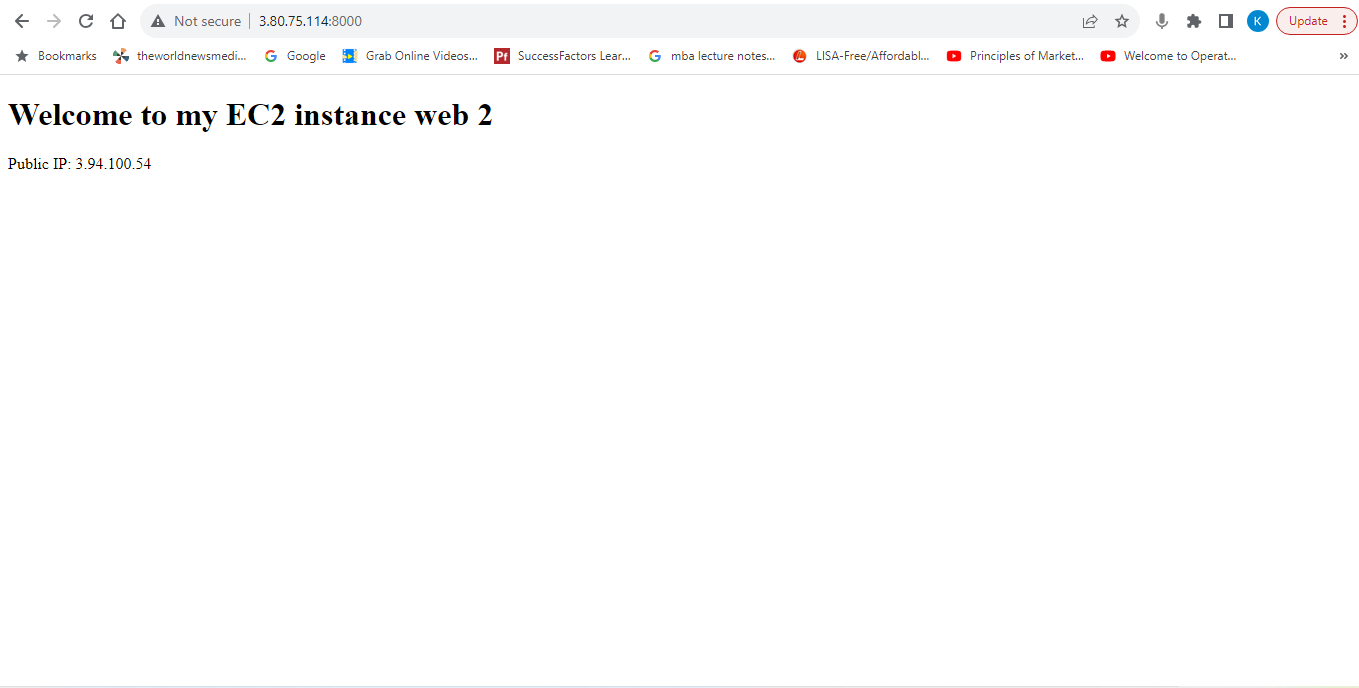 Not secure 3.80.75.114:8000 K Update
Bookmarks theworldnewsmedi... Google Grab Online Videos... Pf SuccessFactors Lear... mba lecture notes... LISA-Free/Affordabl... Principles of Market... Welcome to Operat... »
Welcome to my EC2 instance web 2
Public IP: 3.94.100.54